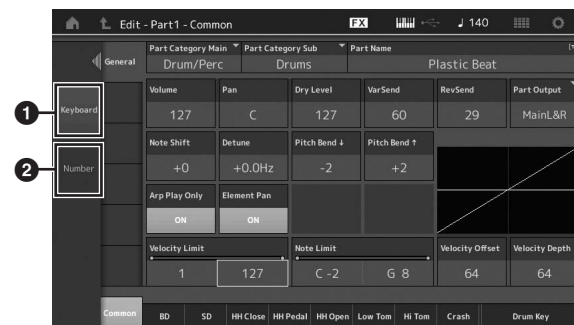 Edit - Part1 - Common FX 140
General
Part Category Main Part Category Sub Part Name
Drum/Perc Drums Plastic Beat
1 Keyboard
Volume Pan Dry Level VarSend RevSend Part Output
127 C 127 60 29 MainL&R
2 Number
Note Shift Detune Pitch Bend ↓ Pitch Bend ↑
+0 +0.0Hz -2 +2
Arp Play Only Element Pan
ON ON
Velocity Limit Note Limit Velocity Offset Velocity Depth
1 127 C -2 G 8 64 64
Common BD SD HH Close HH Pedal HH Open Low Tom Hi Tom Crash Drum Key